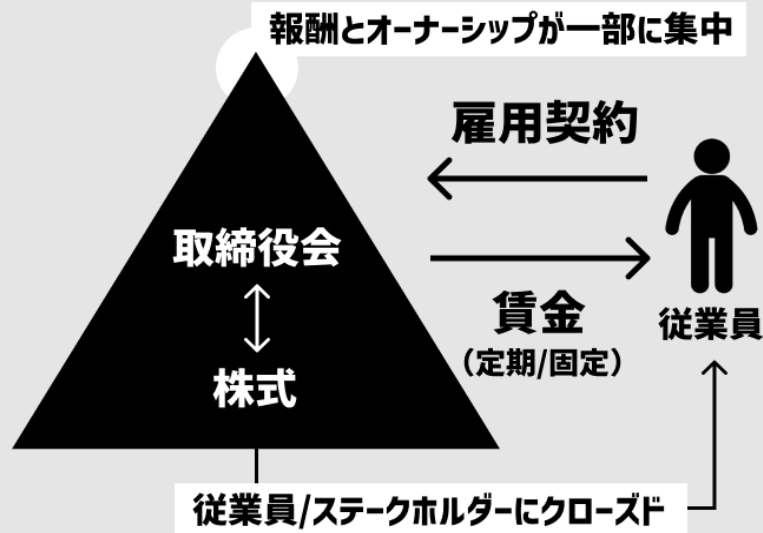 報酬とオーナーシップが一部に集中
雇用契約
取締役会
株式
賃金
(定期/固定)
従業員
従業員/ステークホルダーにクローズド